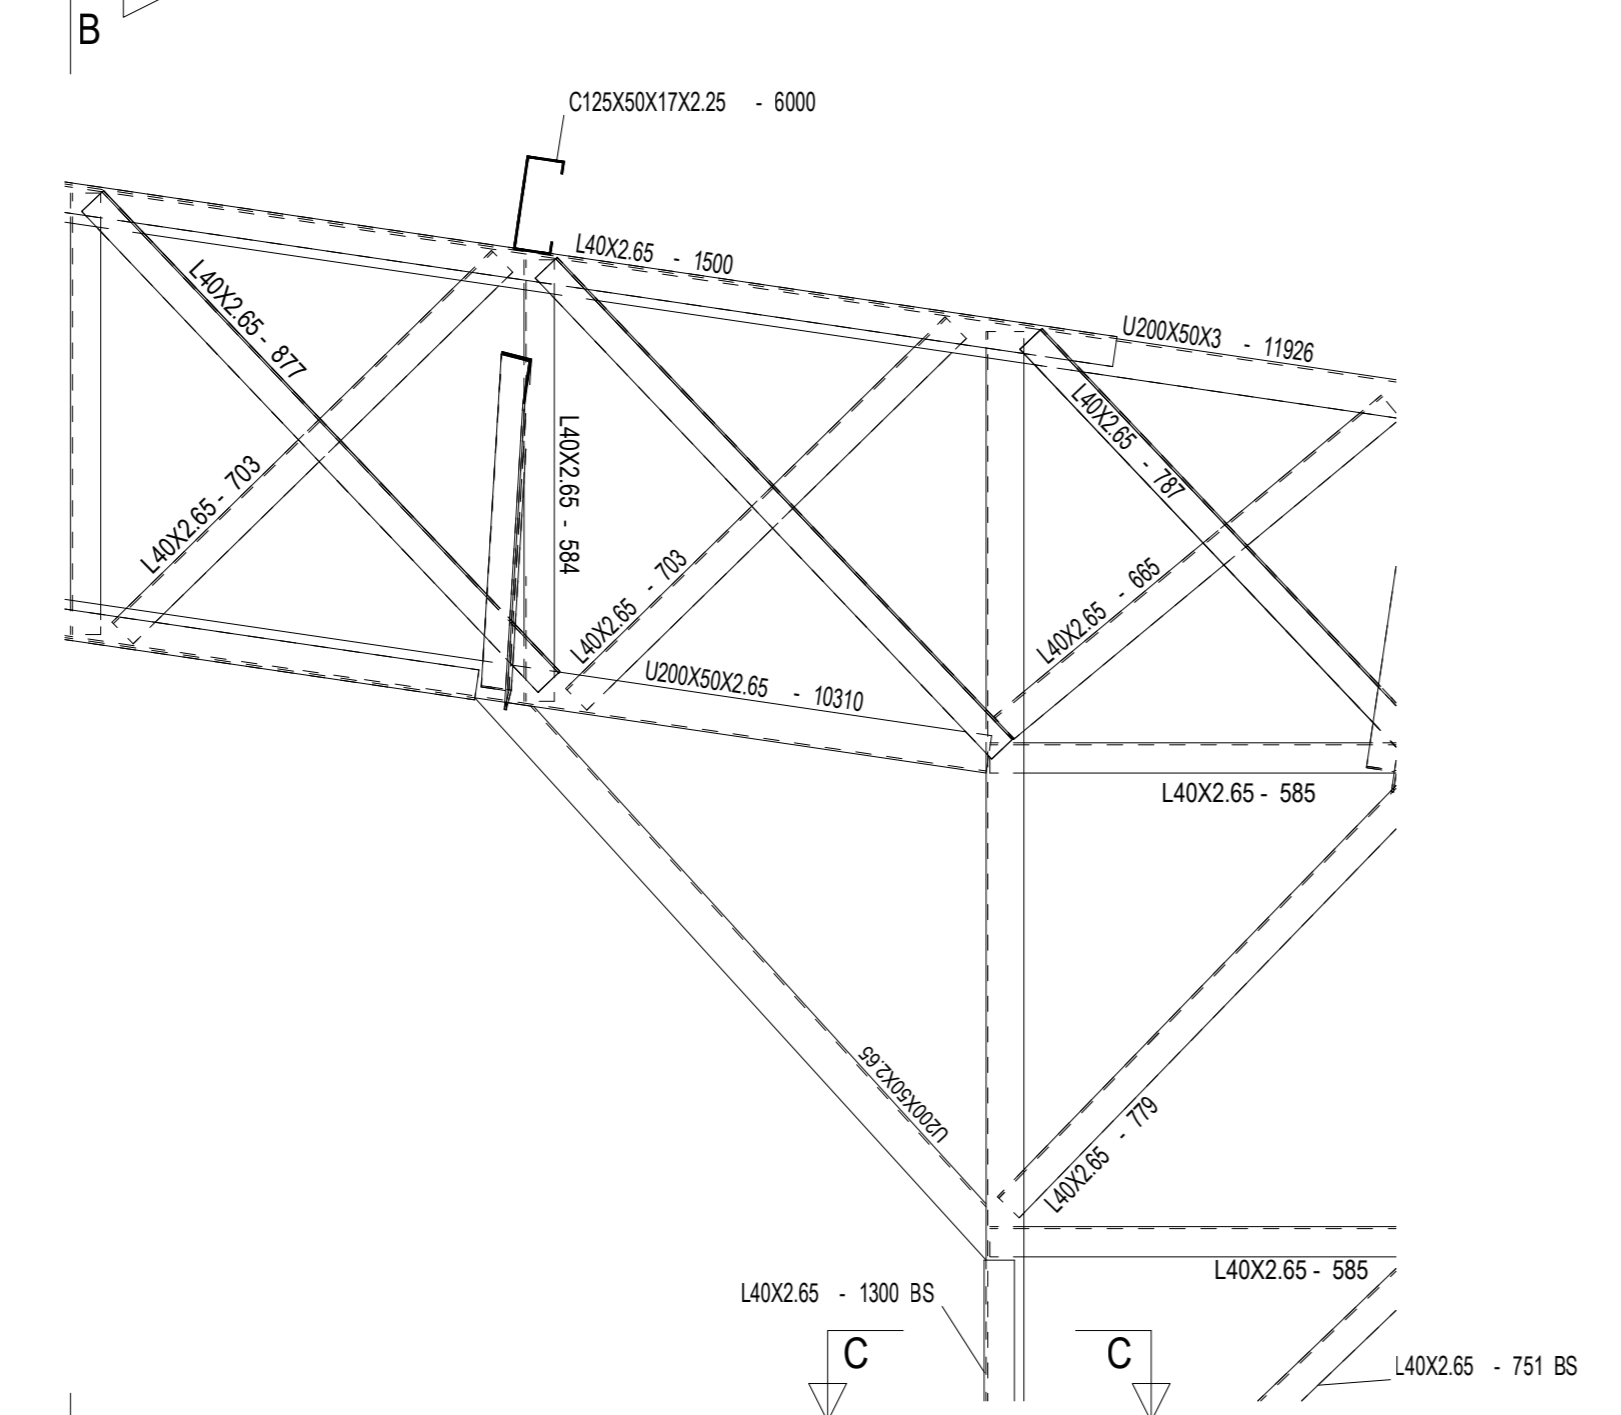 B
C125X50X17X2.25 - 6000
L40X2.65 - 1500
U200X50X3 - 11926
L40X2.65 - 877
L40X2.65 - 787
L40X2.65 - 703
L40X2.65 - 584
L40X2.65 - 703
L40X2.65 - 665
U200X50X2.65 - 10310
L40X2.65 - 585
U200X50X2.65
L40X2.65 - 779
L40X2.65 - 585
L40X2.65 - 1300 BS
C
C
L40X2.65 - 751 BS